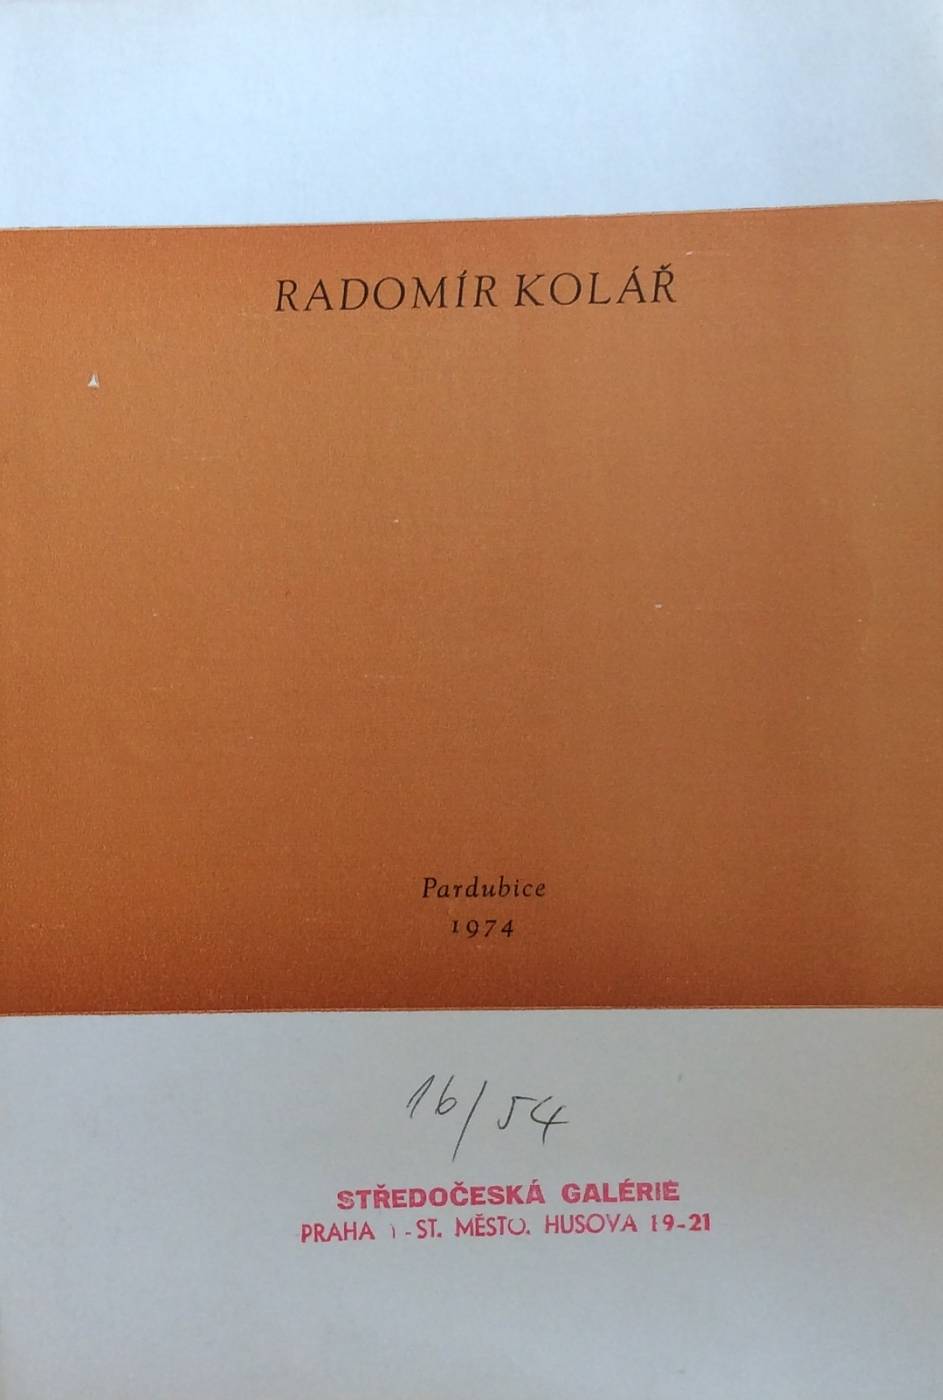 RADOMÍR KOLÁŘ
Pardubice
1974
16/54
STŘEDOČESKÁ GALÉRIE
PRAHA 1 - ST. MĚSTO, HUSOVA 19-21